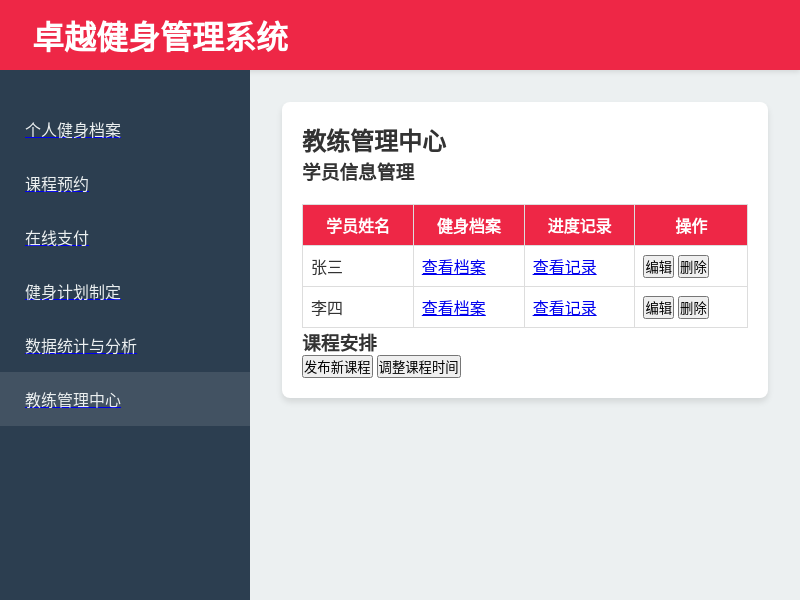 卓越健身管理系统
个人健身档案
课程预约
在线支付
健身计划制定
数据统计与分析
教练管理中心
教练管理中心
学员信息管理
学员姓名 健身档案 进度记录 操作
张三 查看档案 查看记录 编辑 删除
李四 查看档案 查看记录 编辑 删除
课程安排
发布新课程 调整课程时间